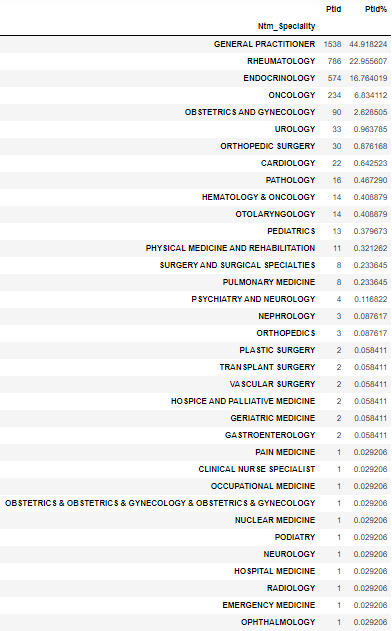 Ptid Ptid%
Ntm_Speciality
GENERAL PRACTITIONER 1538 44.918224
RHEUMATOLOGY 786 22.955607
ENDOCRINOLOGY 574 16.764019
ONCOLOGY 234 6.834112
OBSTETRICS AND GYNECOLOGY 90 2.628505
UROLOGY 33 0.963785
ORTHOPEDIC SURGERY 30 0.876168
CARDIOLOGY 22 0.642523
PATHOLOGY 16 0.467290
HEMATOLOGY & ONCOLOGY 14 0.408879
OTOLARYNGOLOGY 14 0.408879
PEDIATRICS 13 0.379673
PHYSICAL MEDICINE AND REHABILITATION 11 0.321262
SURGERY AND SURGICAL SPECIALTIES 8 0.233645
PULMONARY MEDICINE 8 0.233645
PSYCHIATRY AND NEUROLOGY 4 0.116822
NEPHROLOGY 3 0.087617
ORTHOPEDICS 3 0.087617
PLASTIC SURGERY 2 0.058411
TRANSPLANT SURGERY 2 0.058411
VASCULAR SURGERY 2 0.058411
HOSPICE AND PALLIATIVE MEDICINE 2 0.058411
GERIATRIC MEDICINE 2 0.058411
GASTROENTEROLOGY 2 0.058411
PAIN MEDICINE 1 0.029206
CLINICAL NURSE SPECIALIST 1 0.029206
OCCUPATIONAL MEDICINE 1 0.029206
OBSTETRICS & OBSTETRICS & GYNECOLOGY & OBSTETRICS & GYNECOLOGY 1 0.029206
NUCLEAR MEDICINE 1 0.029206
PODIATRY 1 0.029206
NEUROLOGY 1 0.029206
HOSPITAL MEDICINE 1 0.029206
RADIOLOGY 1 0.029206
EMERGENCY MEDICINE 1 0.029206
OPHTHALMOLOGY 1 0.029206